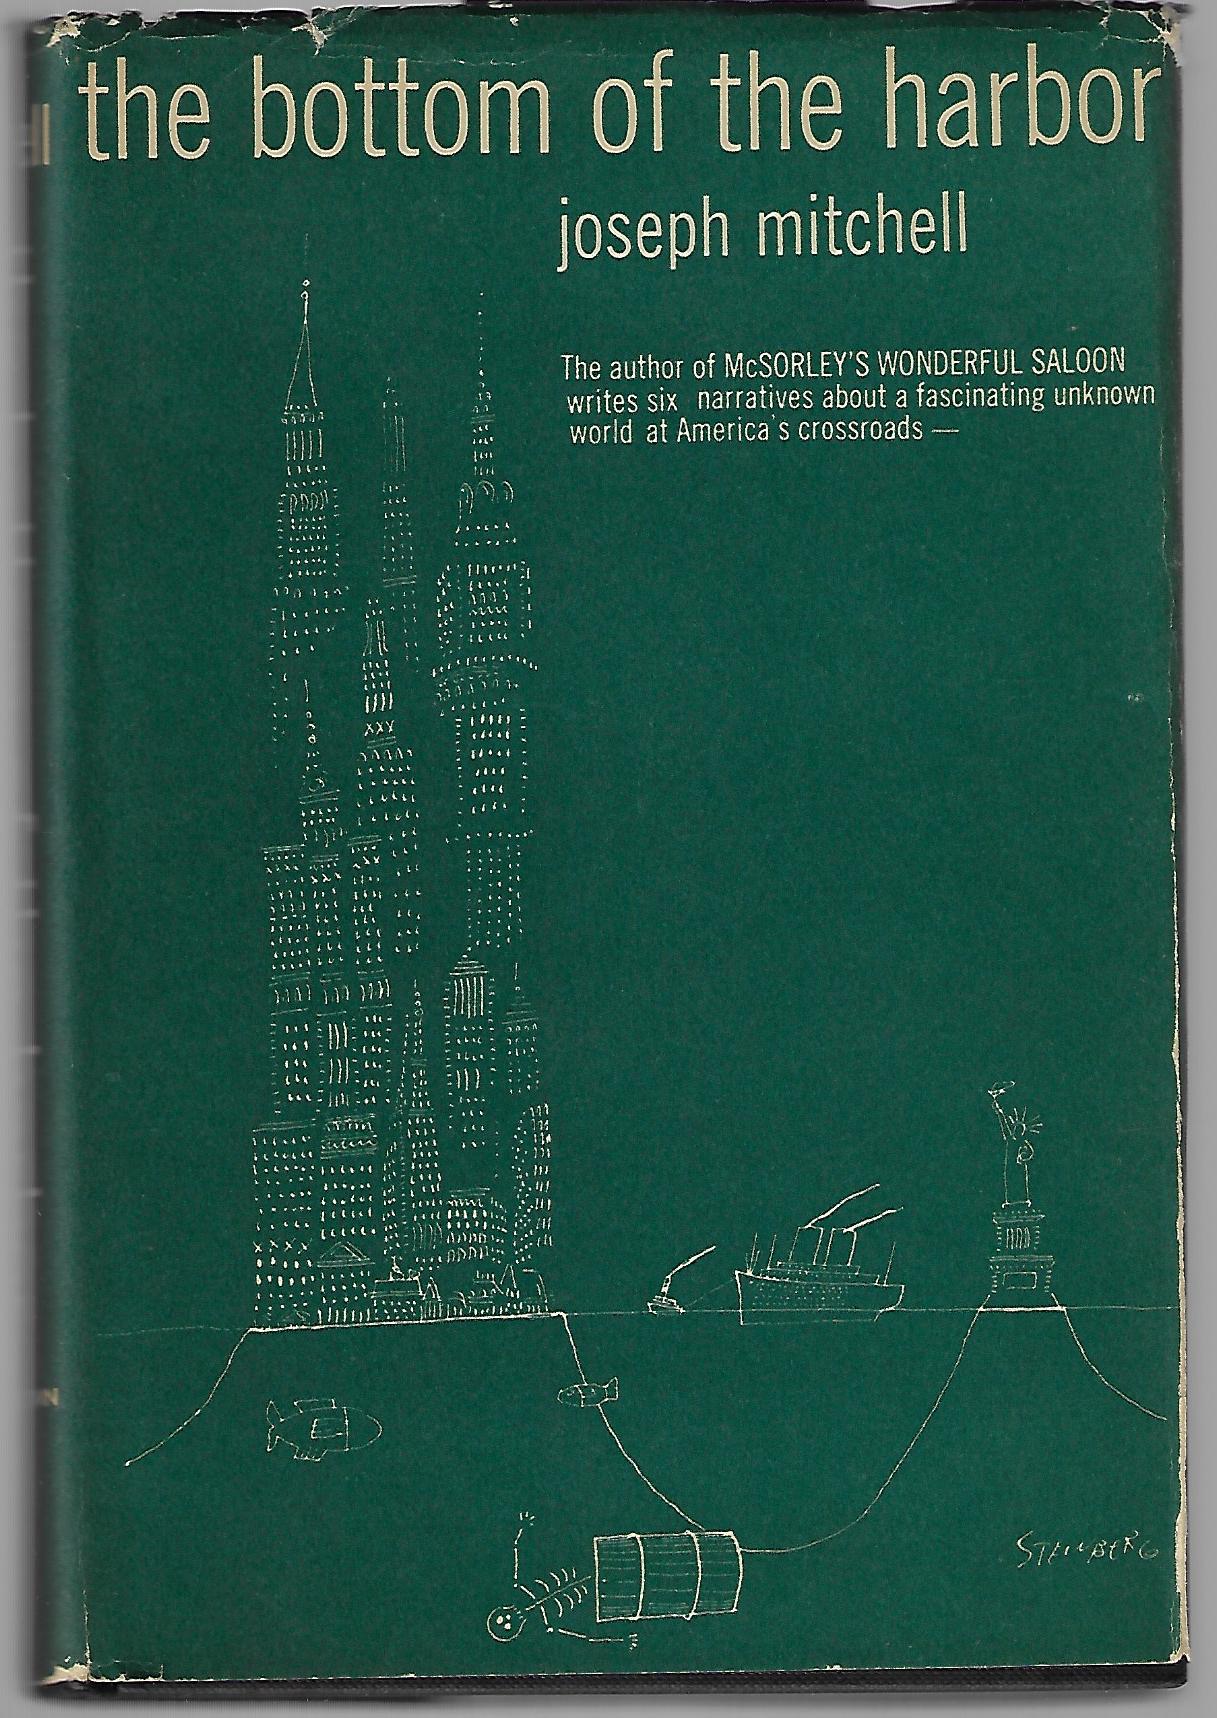 the bottom of the harbor
joseph mitchell
The author of McSORLEY'S WONDERFUL SALOON
writes six narratives about a fascinating unknown
world at America's crossroads —
STEINBERG